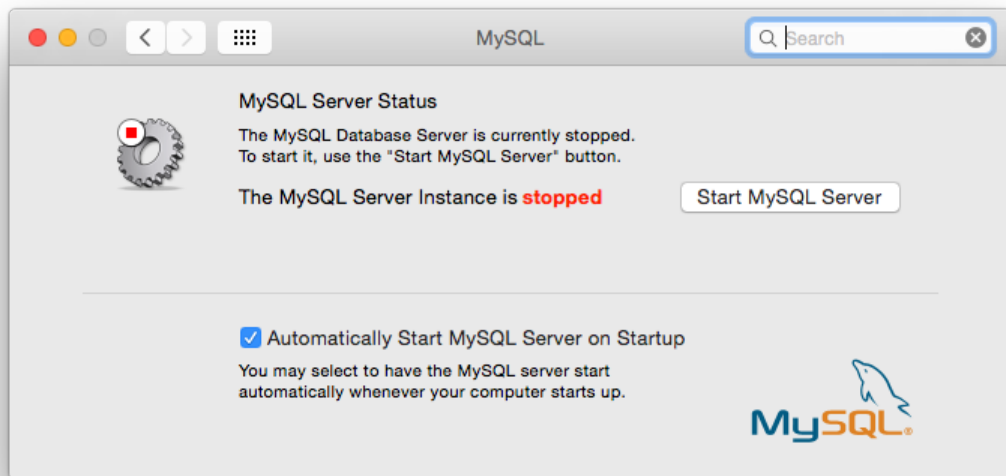 MySQL
Search
MySQL Server Status
The MySQL Database Server is currently stopped.
To start it, use the "Start MySQL Server" button.
The MySQL Server Instance is stopped
Start MySQL Server
Automatically Start MySQL Server on Startup
You may select to have the MySQL server start
automatically whenever your computer starts up.
MySQL®